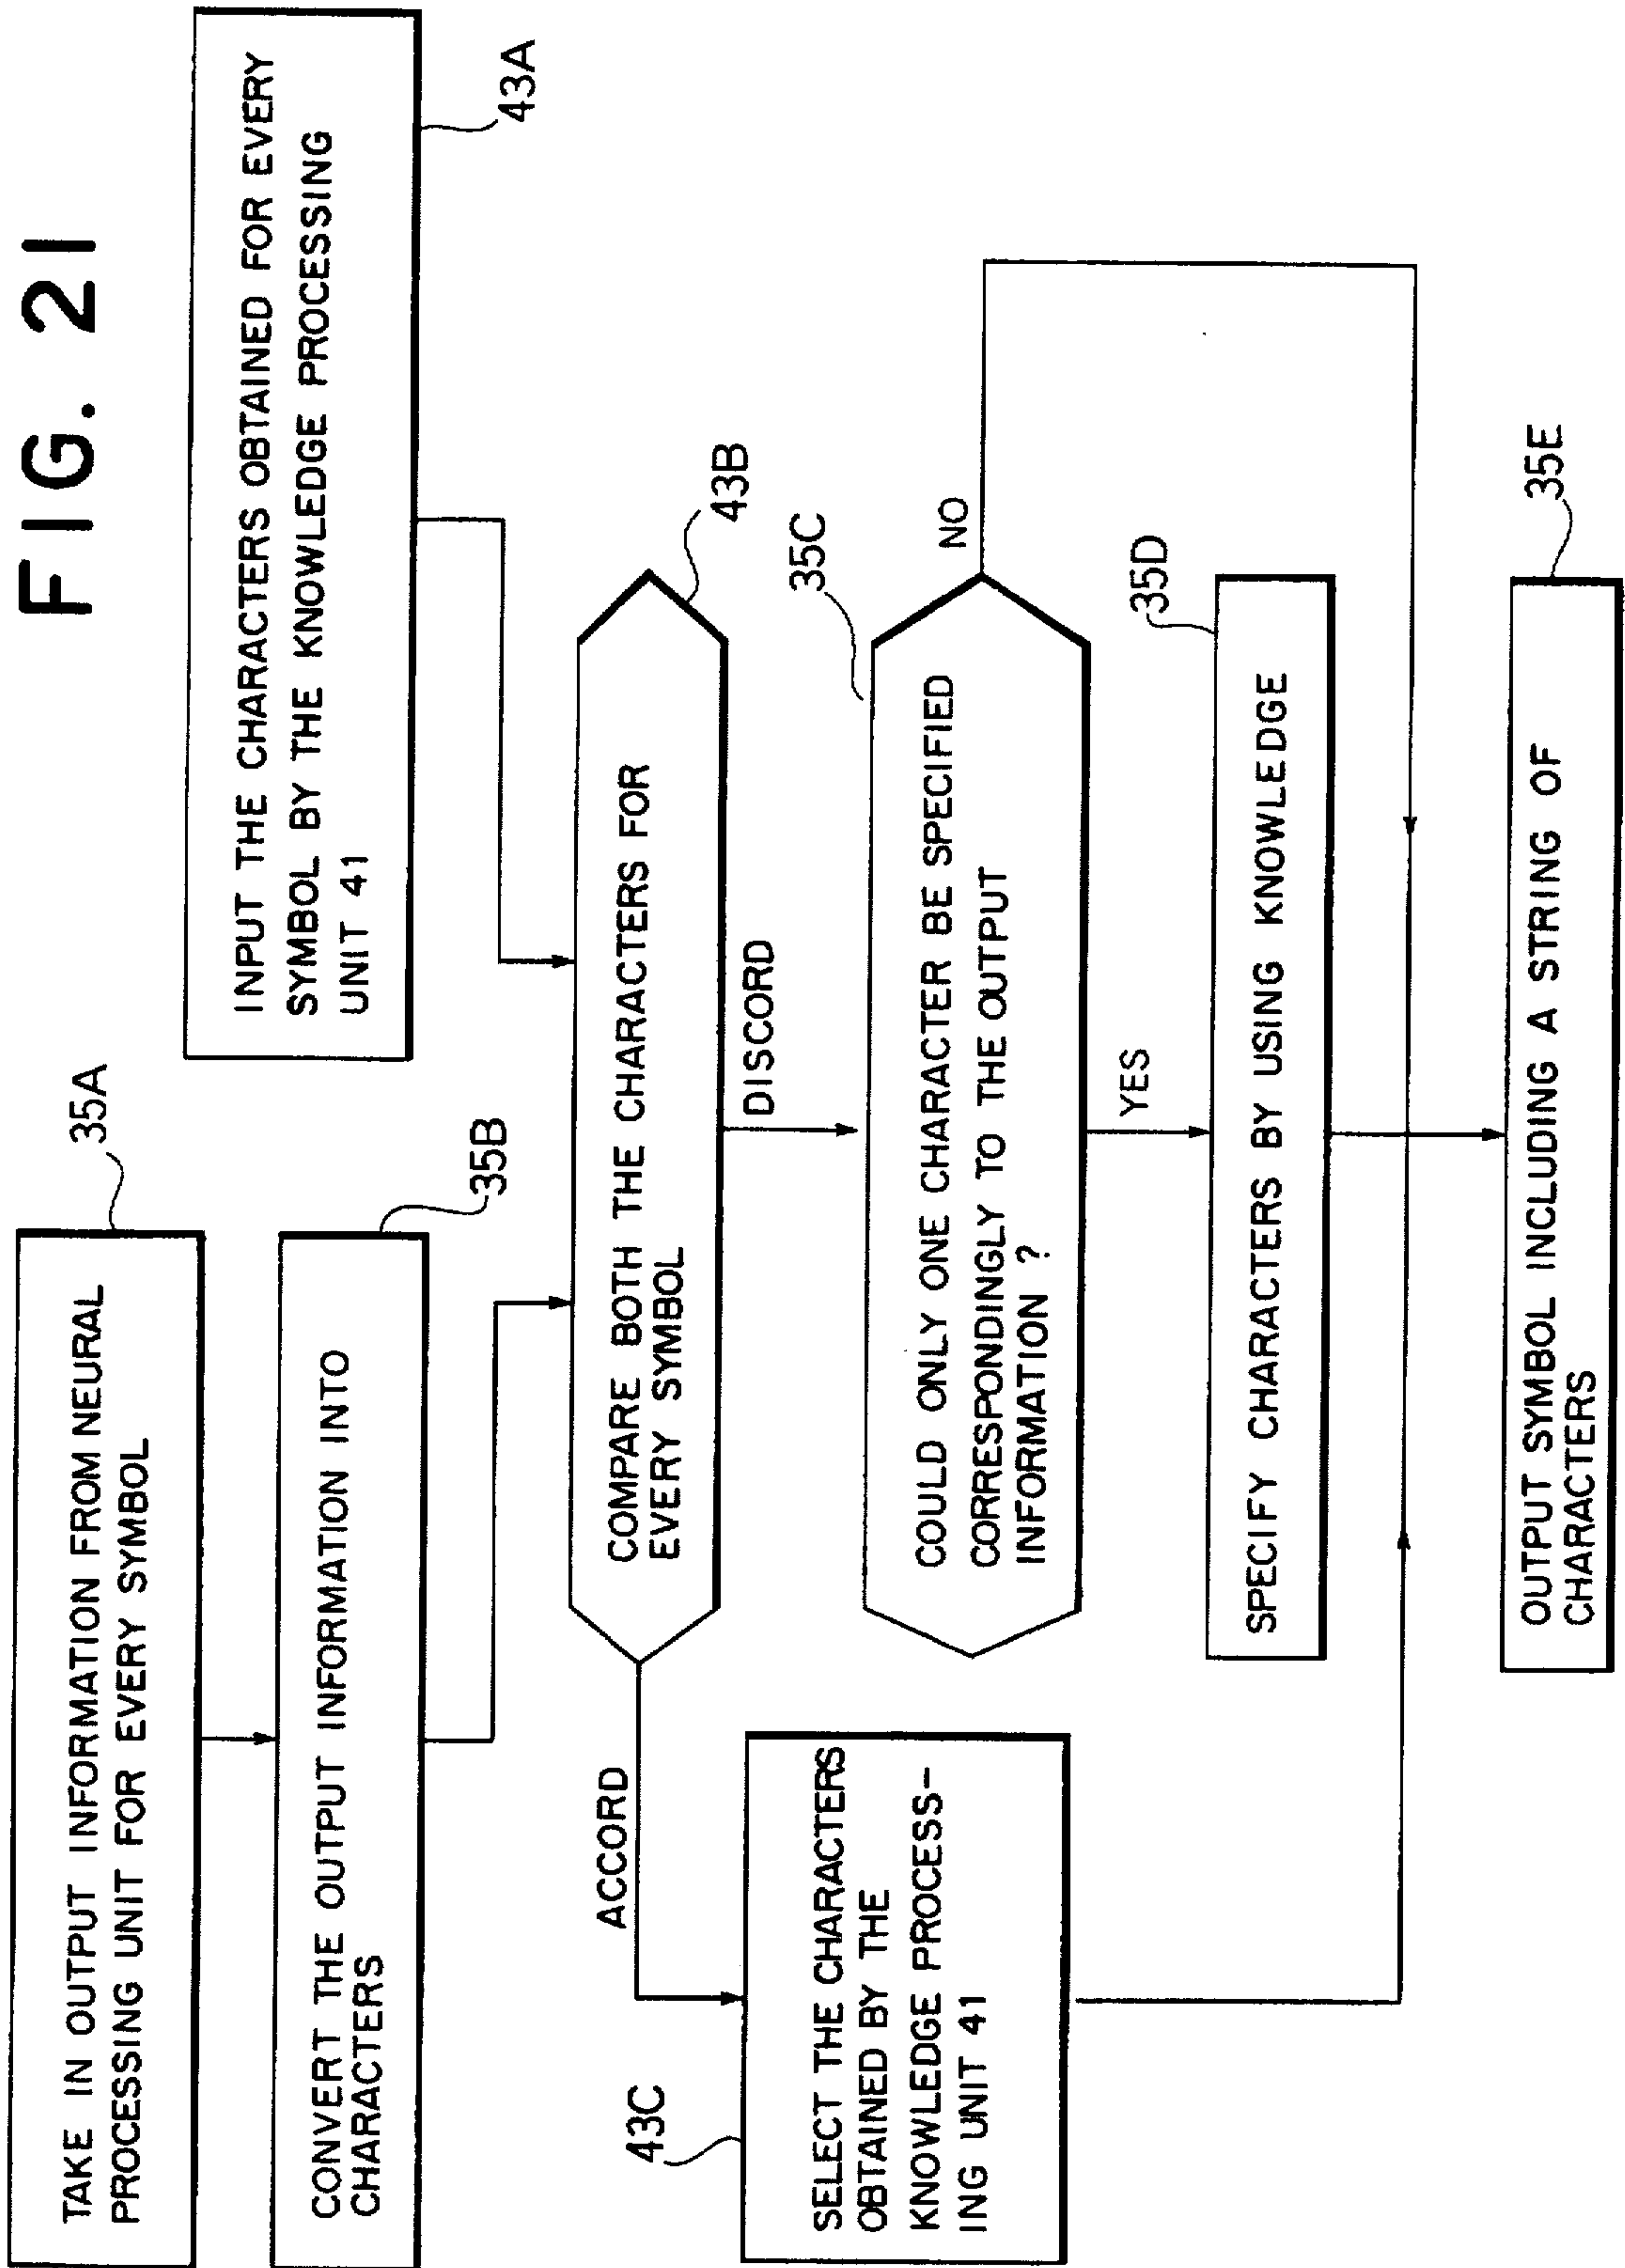 FIG. 21
TAKE IN OUTPUT INFORMATION FROM NEURAL
PROCESSING UNIT FOR EVERY SYMBOL
35A
CONVERT THE OUTPUT INFORMATION INTO
CHARACTERS
35B
INPUT THE CHARACTERS OBTAINED FOR EVERY
SYMBOL BY THE KNOWLEDGE PROCESSING
UNIT 41
43A
COMPARE BOTH THE CHARACTERS FOR
EVERY SYMBOL
43B
ACCORD
DISCORD
43C
SELECT THE CHARACTERS
OBTAINED BY THE
KNOWLEDGE PROCESS-
ING UNIT 41
35C
COULD ONLY ONE CHARACTER BE SPECIFIED
CORRESPONDINGLY TO THE OUTPUT
INFORMATION ?
NO
YES
35D
SPECIFY CHARACTERS BY USING KNOWLEDGE
35E
OUTPUT SYMBOL INCLUDING A STRING OF
CHARACTERS